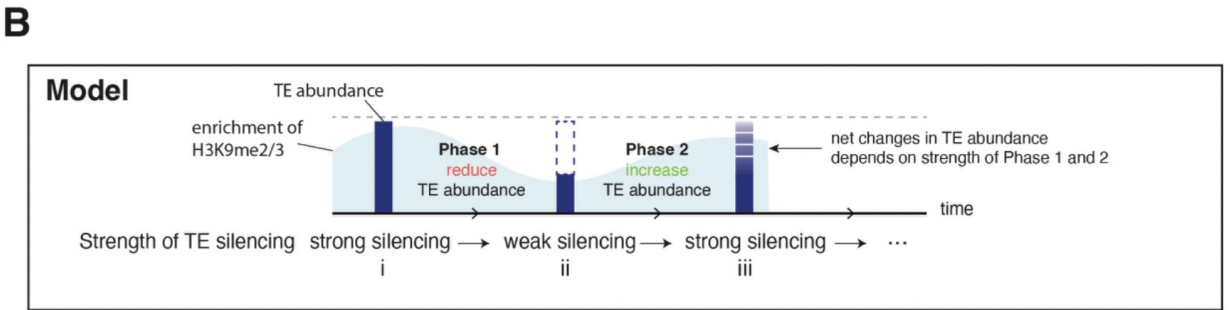 B
Model
TE abundance
enrichment of
H3K9me2/3
Phase 1
reduce
TE abundance
Phase 2
increase
TE abundance
net changes in TE abundance
depends on strength of Phase 1 and 2
time
Strength of TE silencing strong silencing → weak silencing → strong silencing → ···
i ii iii